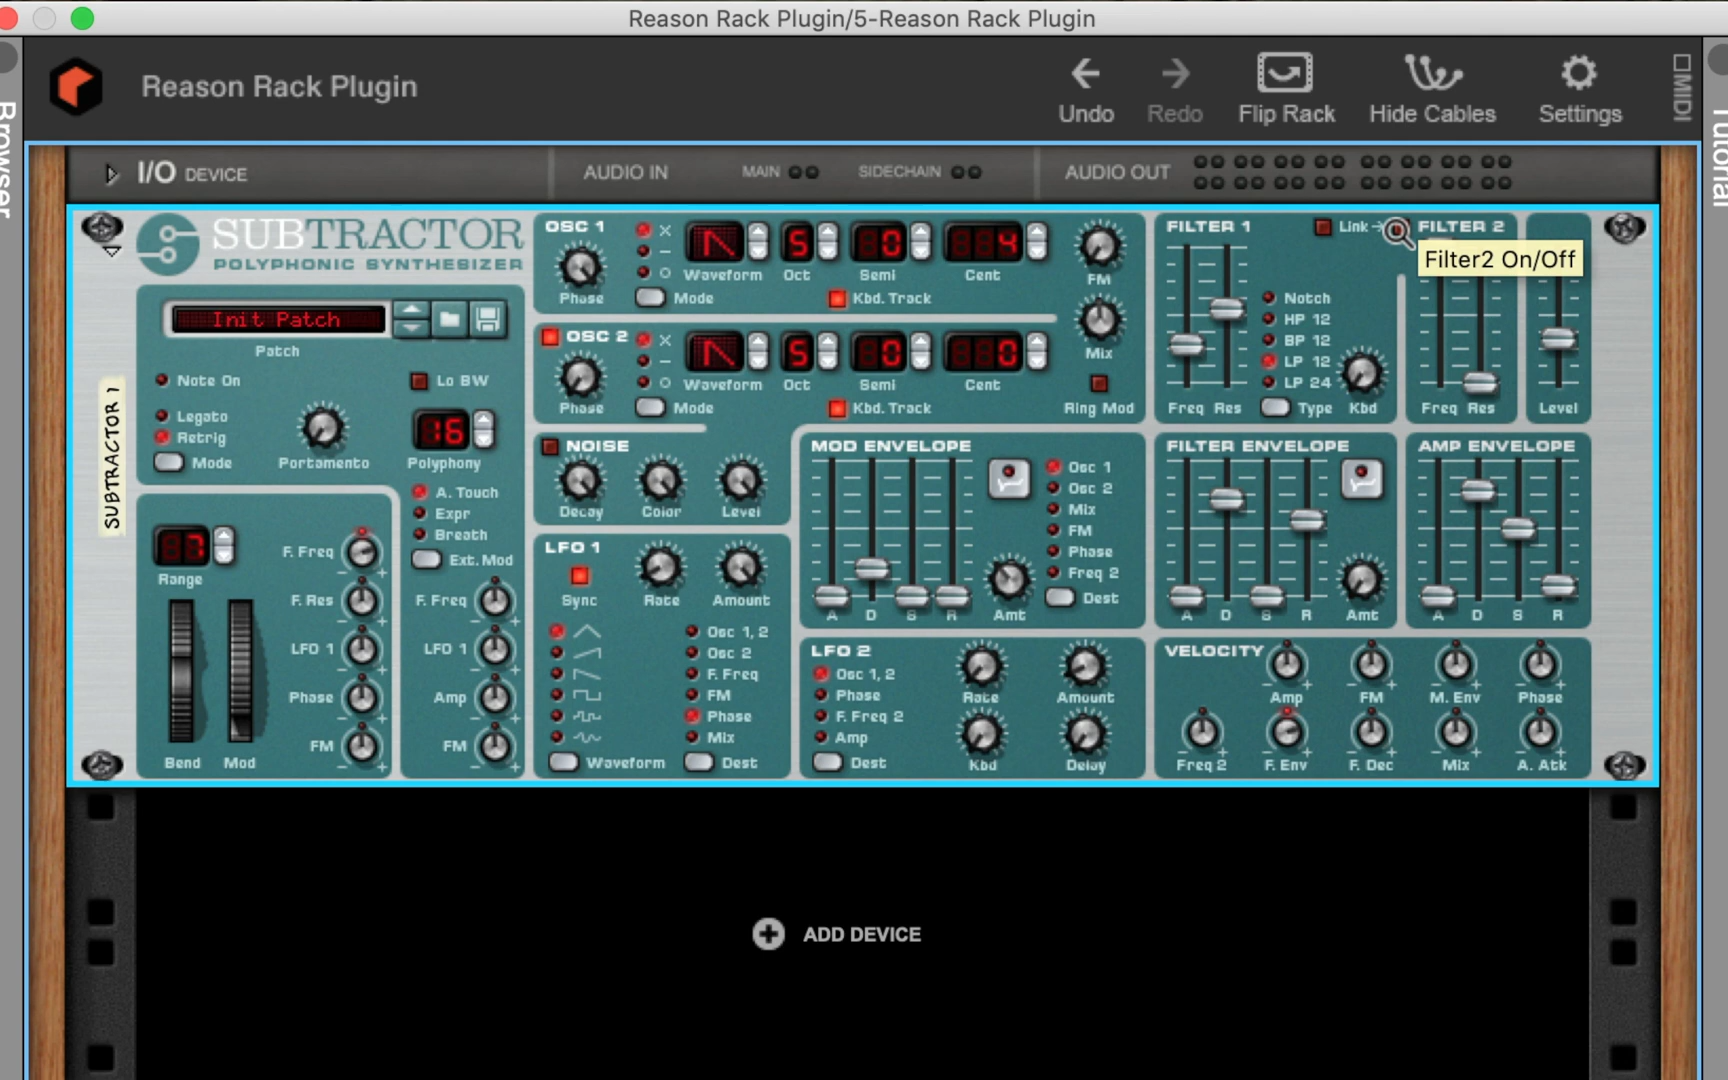 Reason Rack Plugin/5-Reason Rack Plugin
Browser
Reason Rack Plugin
Undo
Redo
Flip Rack
Hide Cables
Settings
MIDI
Tutorial
I/O DEVICE
AUDIO IN
MAIN
SIDECHAIN
AUDIO OUT
SUBTRACTOR
POLYPHONIC SYNTHESIZER
SUBTRACTOR 1
Init Patch
Patch
Note On
Legato
Retrig
Mode
Portamento
Lo BW
16
Polyphony
A. Touch
Expr
Breath
Ext. Mod
F. Freq
LFO 1
Amp
FM
7
Range
Bend
Mod
F. Freq
F. Res
LFO 1
Phase
FM
OSC 1
Phase
X
−
O
Mode
Waveform
5
Oct
0
Semi
4
Cent
Kbd. Track
FM
OSC 2
Phase
X
−
O
Mode
Waveform
5
Oct
0
Semi
0
Cent
Kbd. Track
Mix
Ring Mod
NOISE
Decay
Color
Level
LFO 1
Sync
Rate
Amount
Waveform
Osc 1, 2
Osc 2
F. Freq
FM
Phase
Mix
Dest
MOD ENVELOPE
A D S R
Amt
Osc 1
Osc 2
Mix
FM
Phase
Freq 2
Dest
LFO 2
Osc 1, 2
Phase
F. Freq 2
Amp
Dest
Rate
Amount
Kbd
Delay
FILTER 1
Link
FILTER 2
Filter2 On/Off
Notch
HP 12
BP 12
LP 12
LP 24
Freq Res
Type
Kbd
Freq Res
Level
FILTER ENVELOPE
A D S R
Amt
AMP ENVELOPE
A D S R
VELOCITY
Amp
FM
M. Env
Phase
Freq 2
F. Env
F. Dec
Mix
A. Atk
ADD DEVICE